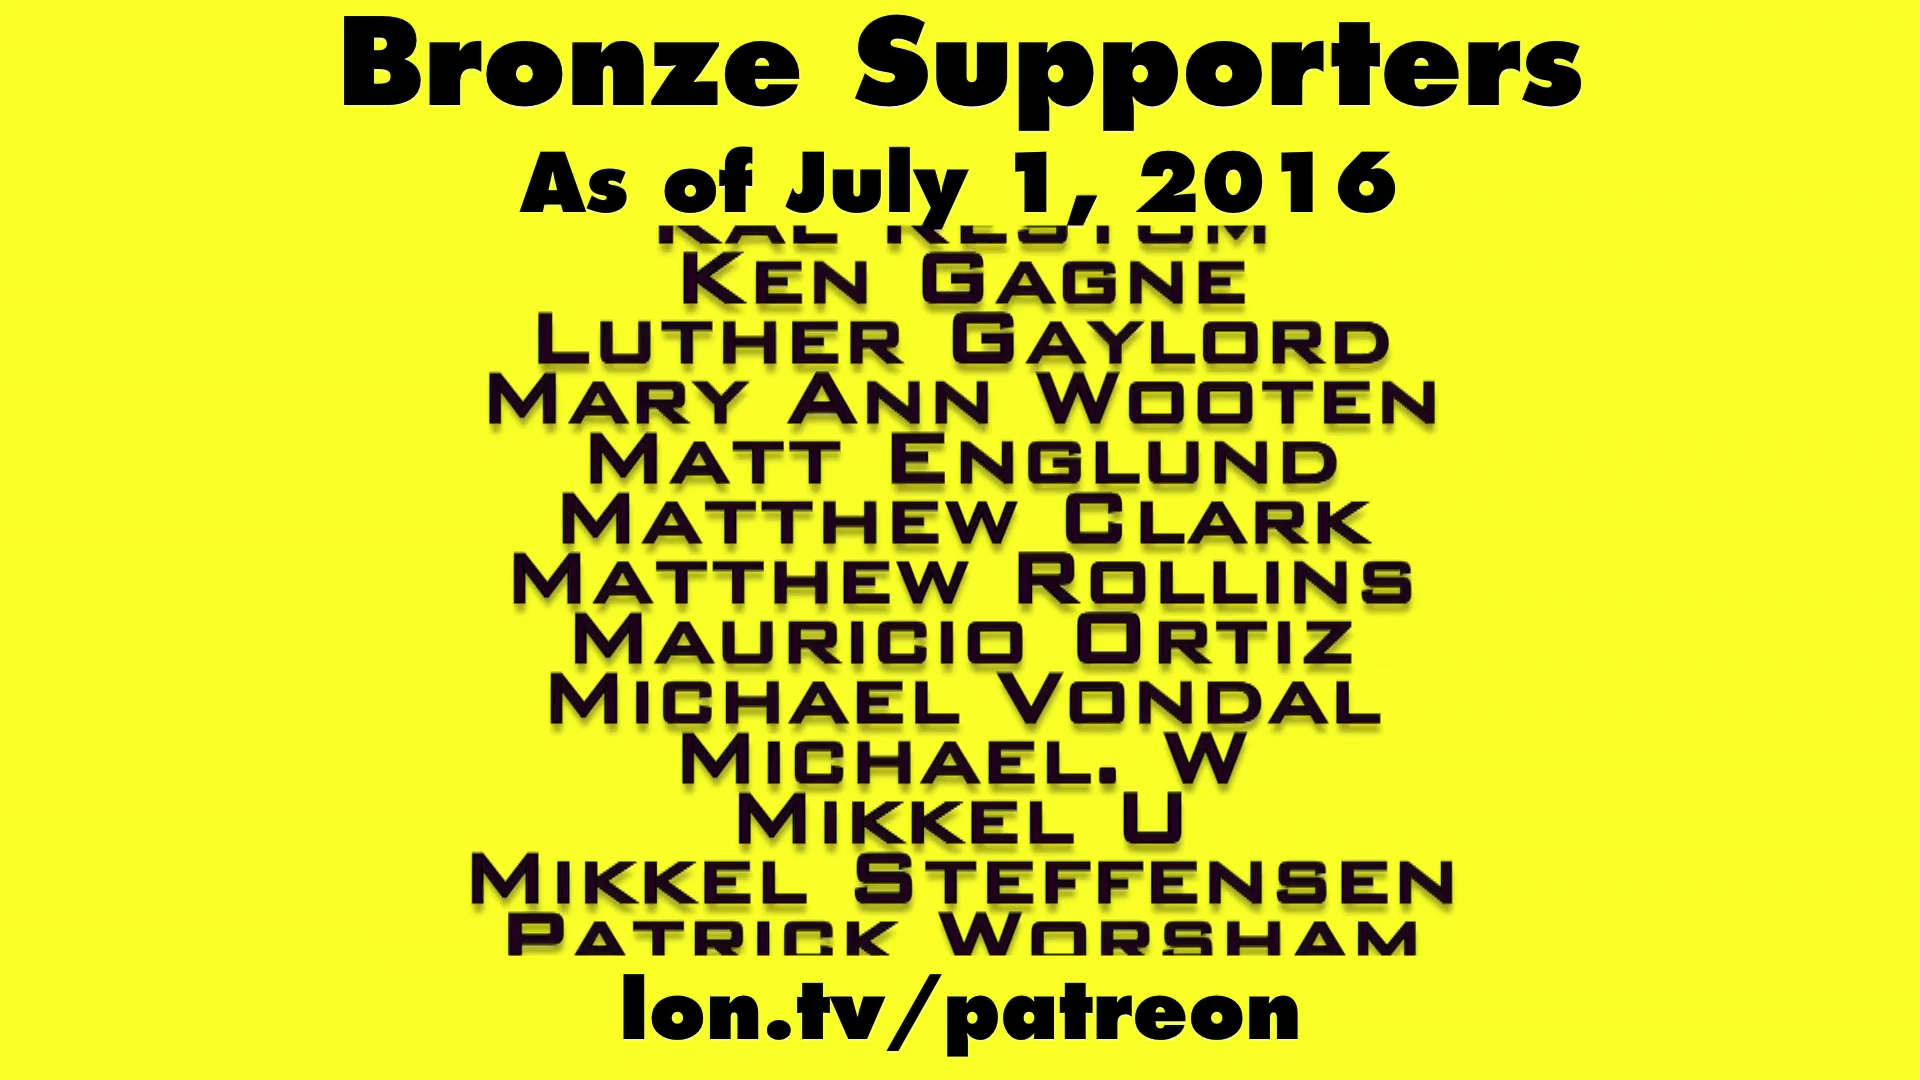 Bronze Supporters
As of July 1, 2016
Ken Gagne
Luther Gaylord
Mary Ann Wooten
Matt Englund
Matthew Clark
Matthew Rollins
Mauricio Ortiz
Michael Vondal
Michael. W
Mikkel U
Mikkel Steffensen
Patrick Worsham
lon.tv/patreon